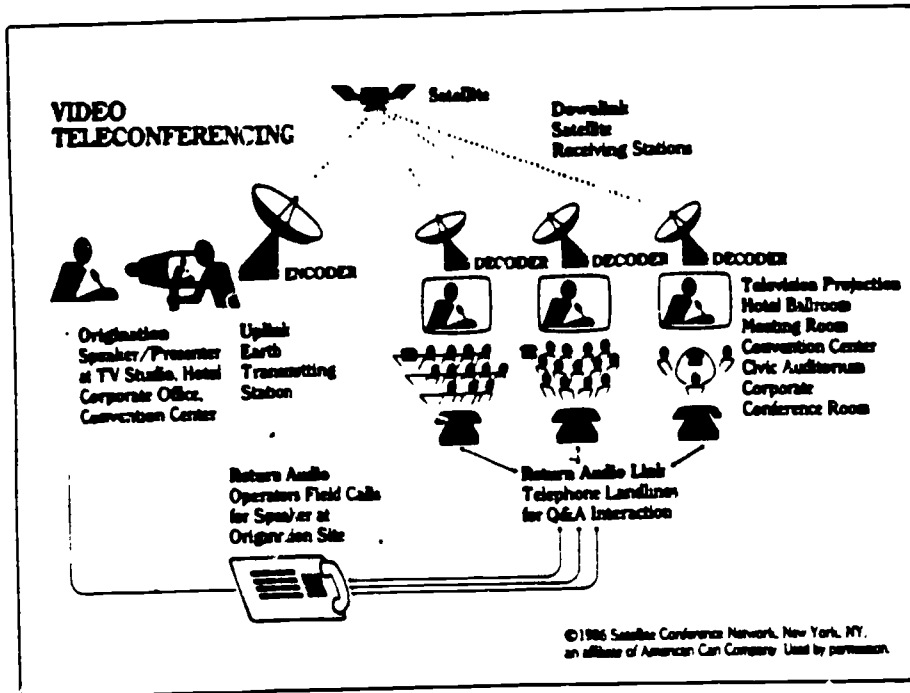 VIDEO
TELECONFERENCING
Satellite
Downlink
Satellite
Receiving Stations
ENCODER
DECODER
DECODER
DECODER
Origination
Speaker/Presenter
at TV Studio, Hotel
Corporate Office,
Convention Center
Uplink
Earth
Transmitting
Station
Television Projection
Hotel Ballroom
Meeting Room
Convention Center
Civic Auditorium
Corporate
Conference Room
Return Audio
Operators Field Calls
for Speaker at
Origination Site
Return Audio Link
Telephone Landlines
for Q&A Interaction
©1986 Satellite Conference Network, New York, NY.
an affiliate of American Can Company Used by permission.